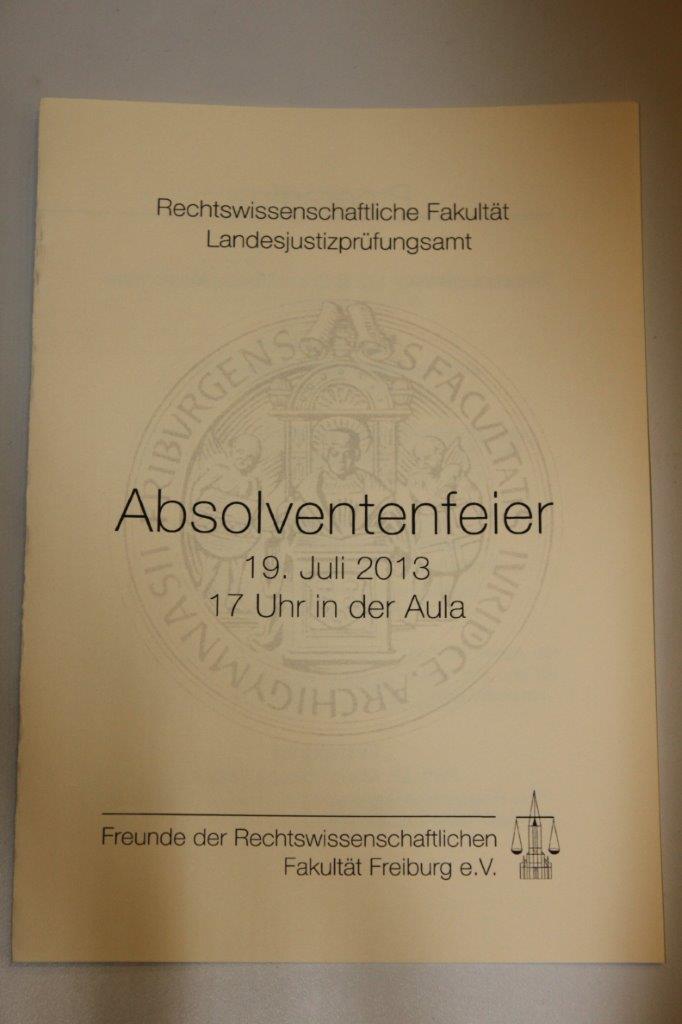 Rechtswissenschaftliche Fakultät
Landesjustizprüfungsamt
Absolventenfeier
19. Juli 2013
17 Uhr in der Aula
Freunde der Rechtswissenschaftlichen
Fakultät Freiburg e.V.